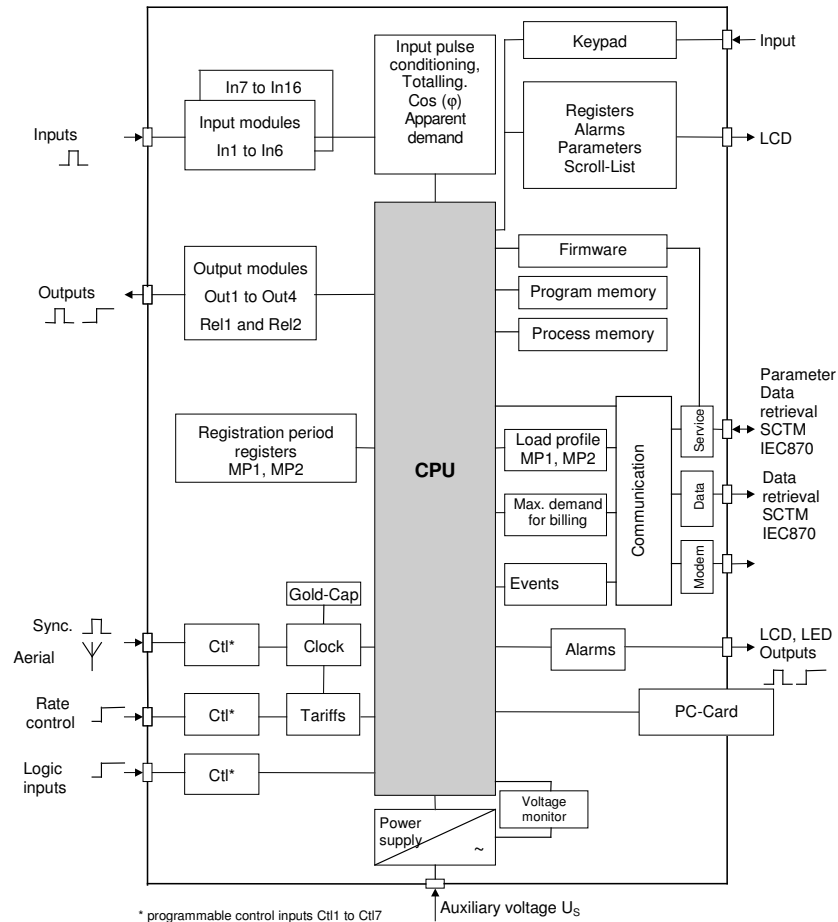 Input pulse
conditioning,
Totalling.
Cos (φ)
Apparent
demand
Keypad
Input
In7 to In16
Input modules
In1 to In6
Inputs
Registers
Alarms
Parameters
Scroll-List
LCD
Output modules
Out1 to Out4
Rel1 and Rel2
Outputs
Firmware
Program memory
Process memory
Registration period
registers
MP1, MP2
CPU
Load profile
MP1, MP2
Max. demand
for billing
Events
Communication
Service
Data
Modem
Parameter
Data
retrieval
SCTM
IEC870
Data
retrieval
SCTM
IEC870
Gold-Cap
Sync.
Aerial
Ctl*
Clock
Alarms
LCD, LED
Outputs
Rate
control
Ctl*
Tariffs
PC-Card
Logic
inputs
Ctl*
Power
supply
~
Voltage
monitor
Auxiliary voltage US
* programmable control inputs Ctl1 to Ctl7